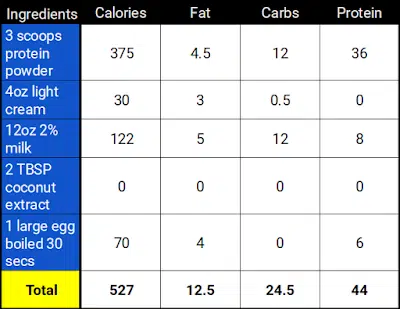 Ingredients Calories Fat Carbs Protein
3 scoops
protein
powder
375 4.5 12 36
4oz light
cream
30 3 0.5 0
12oz 2%
milk
122 5 12 8
2 TBSP
coconut
extract
0 0 0 0
1 large egg
boiled 30
secs
70 4 0 6
Total 527 12.5 24.5 44